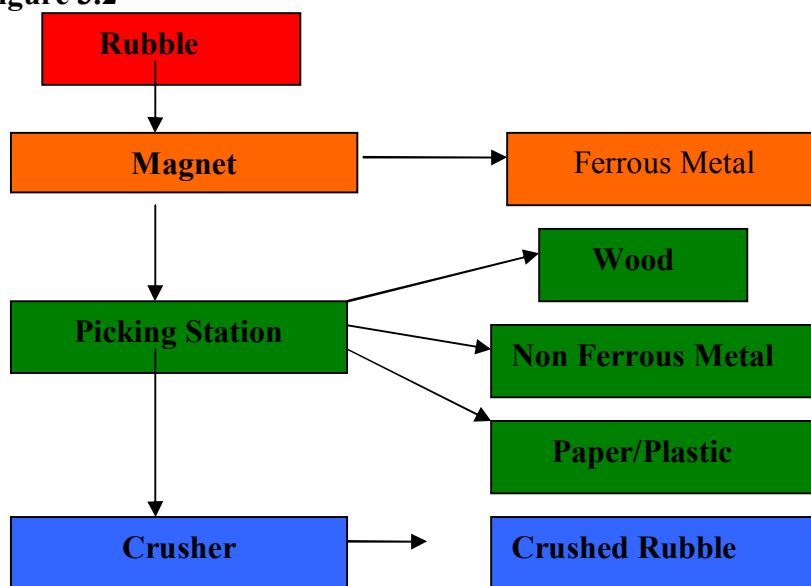 Rubble
Magnet
Ferrous Metal
Wood
Picking Station
Non Ferrous Metal
Paper/Plastic
Crusher
Crushed Rubble